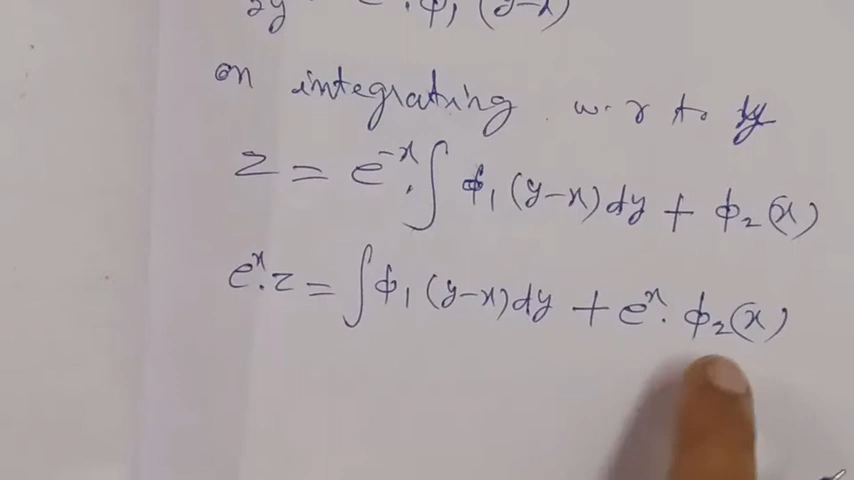 on integrating w.r to y
z = e^-x . ∫ ϕ₁ (y-x) dy + ϕ₂ (x)
e^x . z = ∫ ϕ₁ (y-x) dy + e^x . ϕ₂ (x)